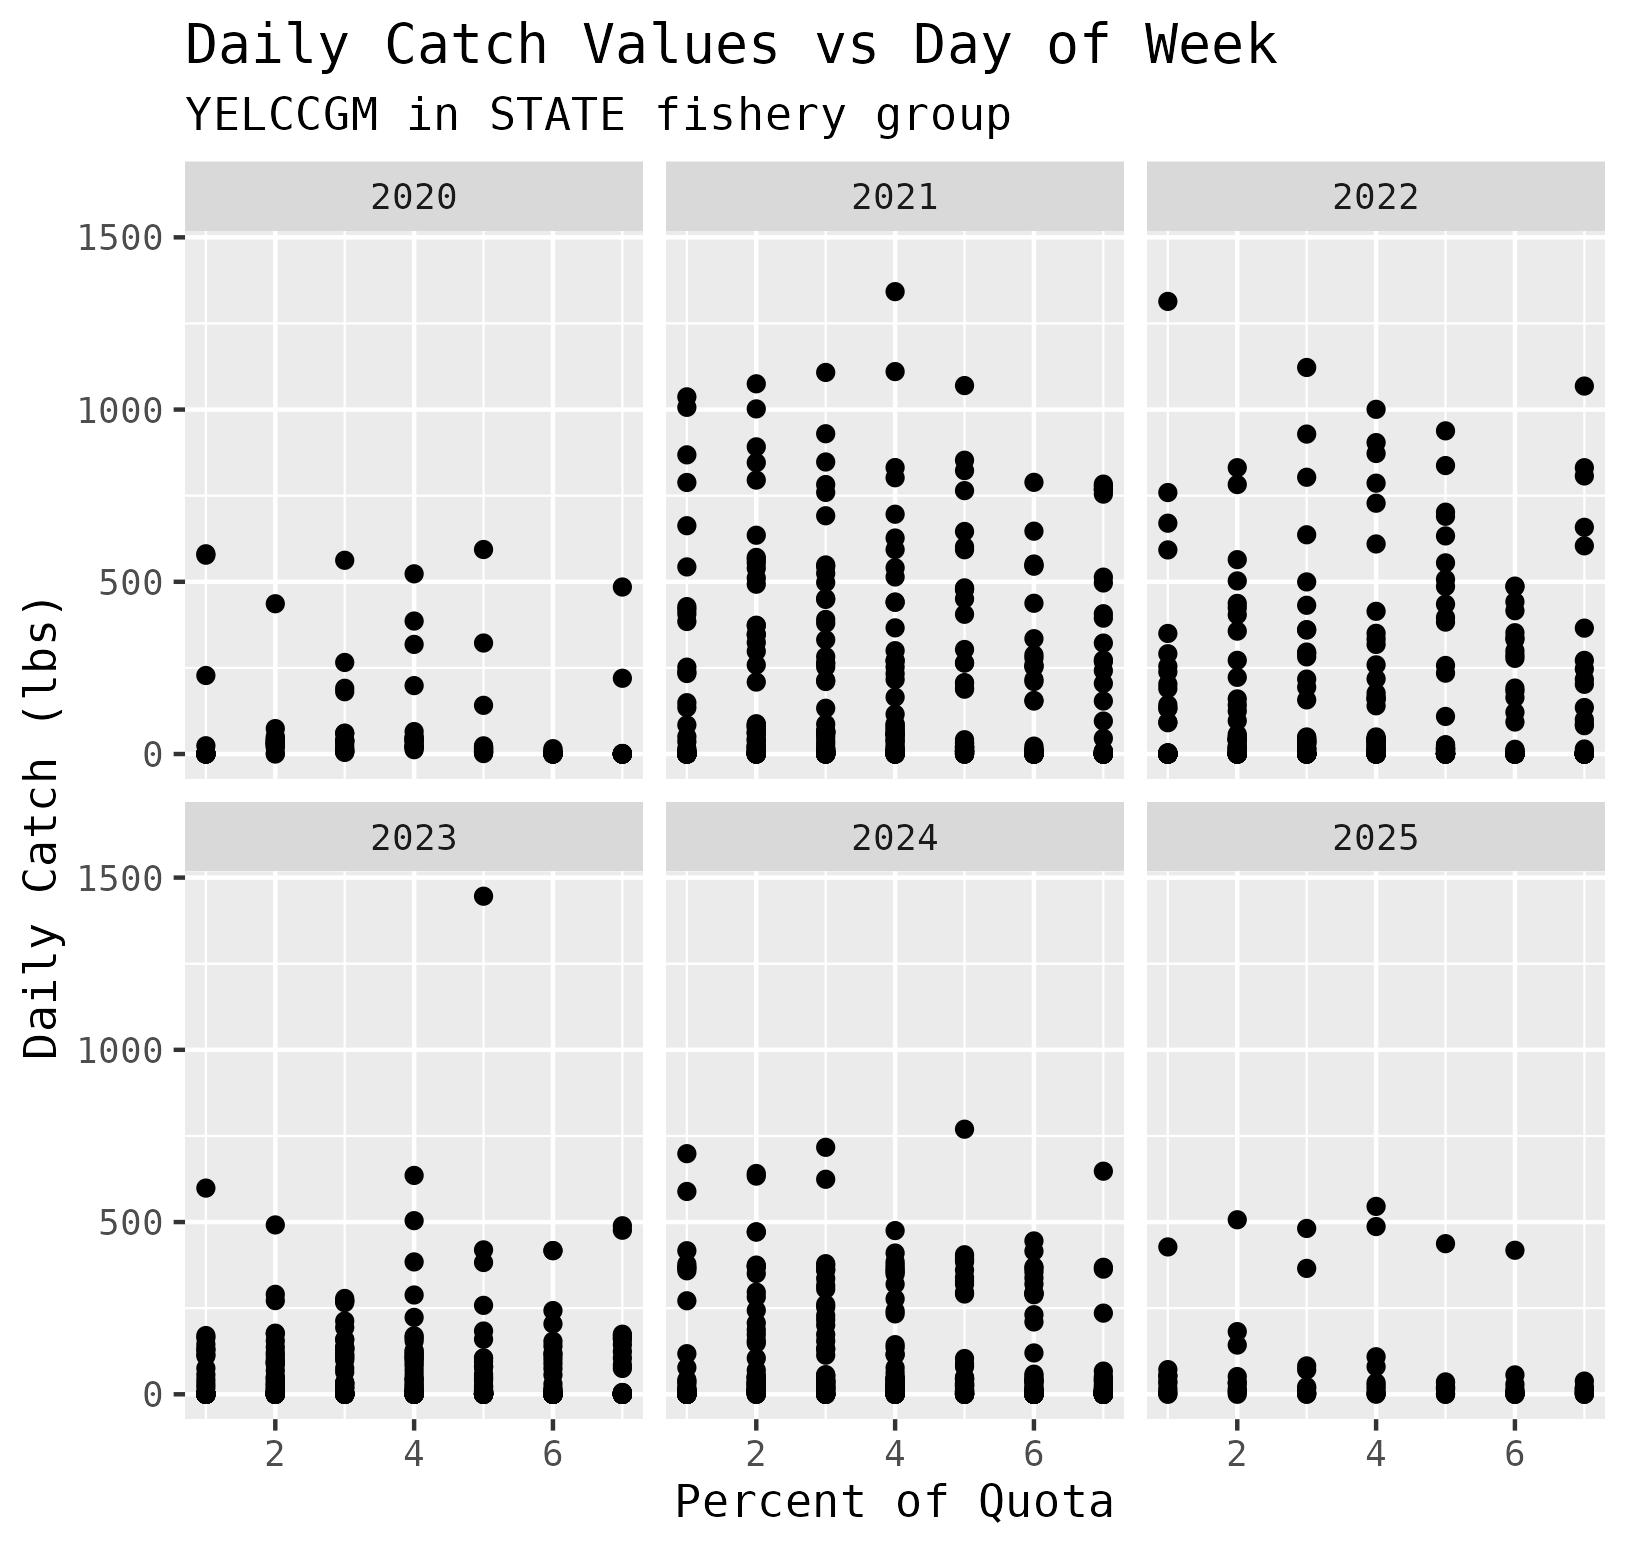 Daily Catch Values vs Day of Week
YELCCGM in STATE fishery group
2020
2021
2022
1500
1000
500
0
2023
2024
2025
1500
1000
500
0
2 4 6
2 4 6
2 4 6
Percent of Quota
Daily Catch (lbs)